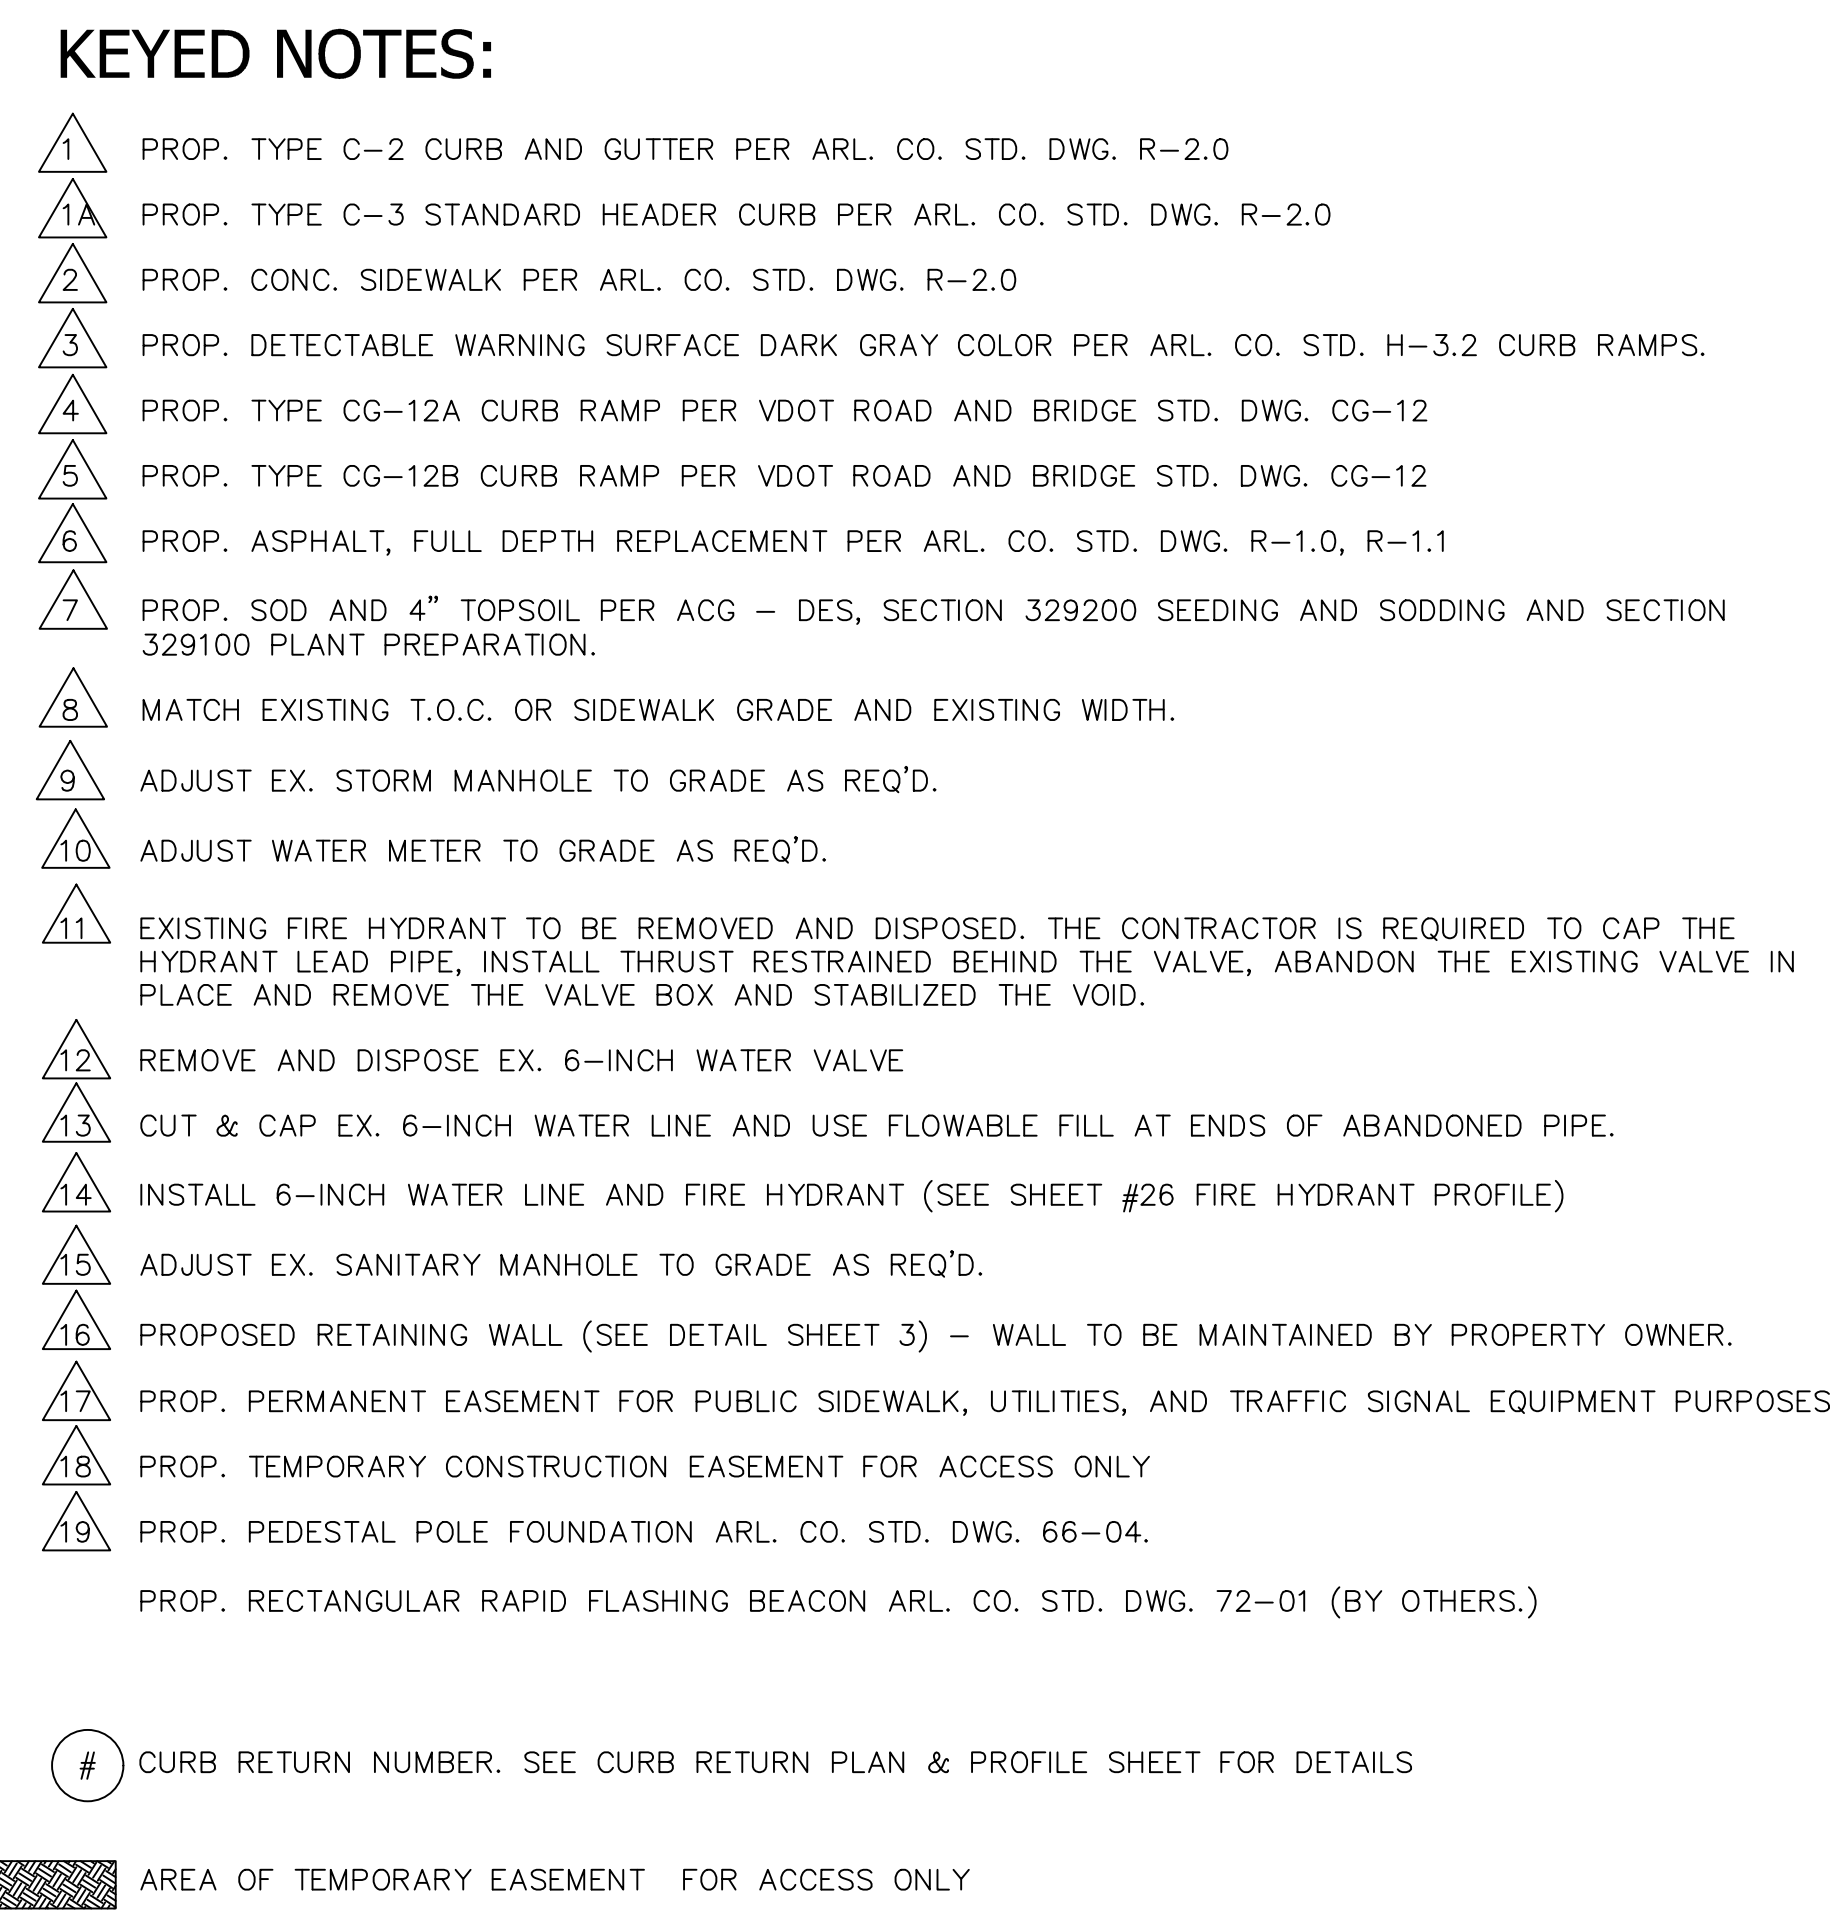 KEYED NOTES:
1 PROP. TYPE C-2 CURB AND GUTTER PER ARL. CO. STD. DWG. R-2.0
1A PROP. TYPE C-3 STANDARD HEADER CURB PER ARL. CO. STD. DWG. R-2.0
2 PROP. CONC. SIDEWALK PER ARL. CO. STD. DWG. R-2.0
3 PROP. DETECTABLE WARNING SURFACE DARK GRAY COLOR PER ARL. CO. STD. H-3.2 CURB RAMPS.
4 PROP. TYPE CG-12A CURB RAMP PER VDOT ROAD AND BRIDGE STD. DWG. CG-12
5 PROP. TYPE CG-12B CURB RAMP PER VDOT ROAD AND BRIDGE STD. DWG. CG-12
6 PROP. ASPHALT, FULL DEPTH REPLACEMENT PER ARL. CO. STD. DWG. R-1.0, R-1.1
7 PROP. SOD AND 4" TOPSOIL PER ACG - DES, SECTION 329200 SEEDING AND SODDING AND SECTION
329100 PLANT PREPARATION.
8 MATCH EXISTING T.O.C. OR SIDEWALK GRADE AND EXISTING WIDTH.
9 ADJUST EX. STORM MANHOLE TO GRADE AS REQ'D.
10 ADJUST WATER METER TO GRADE AS REQ'D.
11 EXISTING FIRE HYDRANT TO BE REMOVED AND DISPOSED. THE CONTRACTOR IS REQUIRED TO CAP THE
HYDRANT LEAD PIPE, INSTALL THRUST RESTRAINED BEHIND THE VALVE, ABANDON THE EXISTING VALVE IN
PLACE AND REMOVE THE VALVE BOX AND STABILIZED THE VOID.
12 REMOVE AND DISPOSE EX. 6-INCH WATER VALVE
13 CUT & CAP EX. 6-INCH WATER LINE AND USE FLOWABLE FILL AT ENDS OF ABANDONED PIPE.
14 INSTALL 6-INCH WATER LINE AND FIRE HYDRANT (SEE SHEET #26 FIRE HYDRANT PROFILE)
15 ADJUST EX. SANITARY MANHOLE TO GRADE AS REQ'D.
16 PROPOSED RETAINING WALL (SEE DETAIL SHEET 3) - WALL TO BE MAINTAINED BY PROPERTY OWNER.
17 PROP. PERMANENT EASEMENT FOR PUBLIC SIDEWALK, UTILITIES, AND TRAFFIC SIGNAL EQUIPMENT PURPOSES
18 PROP. TEMPORARY CONSTRUCTION EASEMENT FOR ACCESS ONLY
19 PROP. PEDESTAL POLE FOUNDATION ARL. CO. STD. DWG. 66-04.
PROP. RECTANGULAR RAPID FLASHING BEACON ARL. CO. STD. DWG. 72-01 (BY OTHERS.)
# CURB RETURN NUMBER. SEE CURB RETURN PLAN & PROFILE SHEET FOR DETAILS
AREA OF TEMPORARY EASEMENT FOR ACCESS ONLY